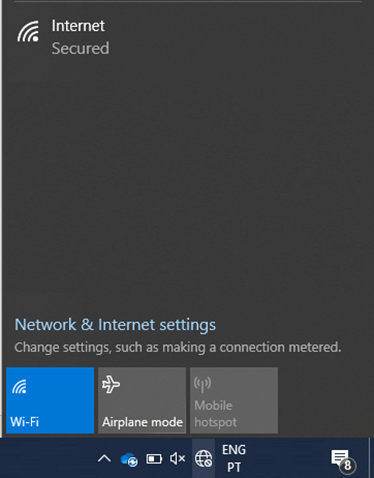 Internet
Secured
Network & Internet settings
Change settings, such as making a connection metered.
Wi-Fi
Airplane mode
Mobile
hotspot
ENG
PT
8